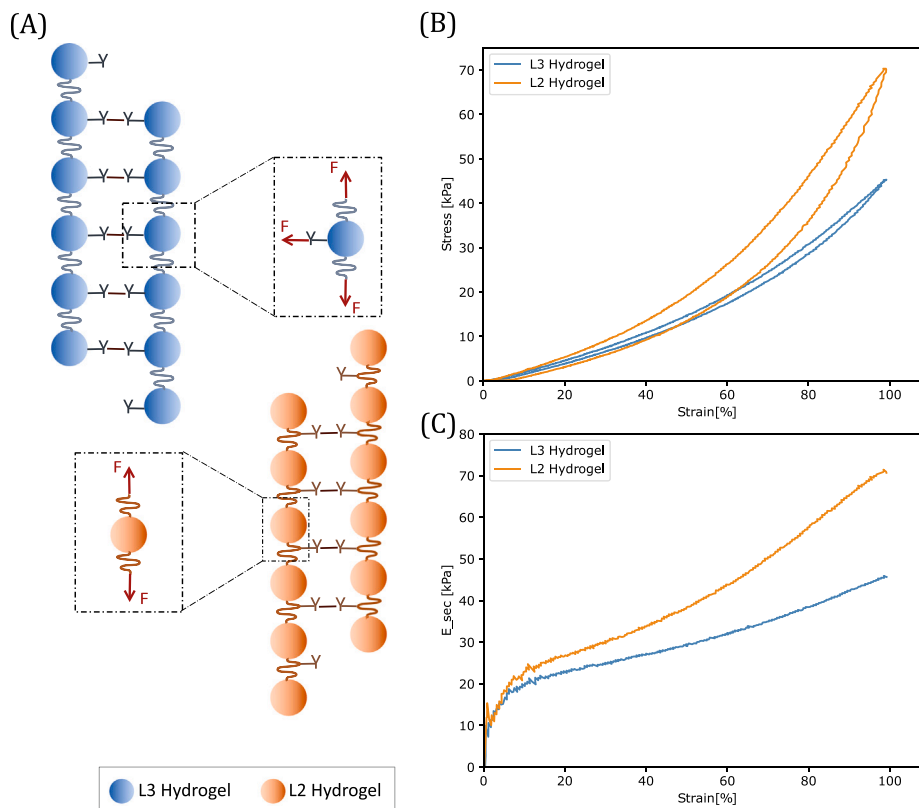 (A)
Y
Y Y
Y Y
Y Y
Y Y
Y Y
Y
F
F
Y
F
Y
Y Y
Y Y
Y Y
Y Y
Y
F
F
L3 Hydrogel L2 Hydrogel
(B)
L3 Hydrogel
L2 Hydrogel
Stress [kPa]
70
60
50
40
30
20
10
0
0 20 40 60 80 100
Strain[%]
(C)
L3 Hydrogel
L2 Hydrogel
E_sec [kPa]
80
70
60
50
40
30
20
10
0
0 20 40 60 80 100
Strain[%]